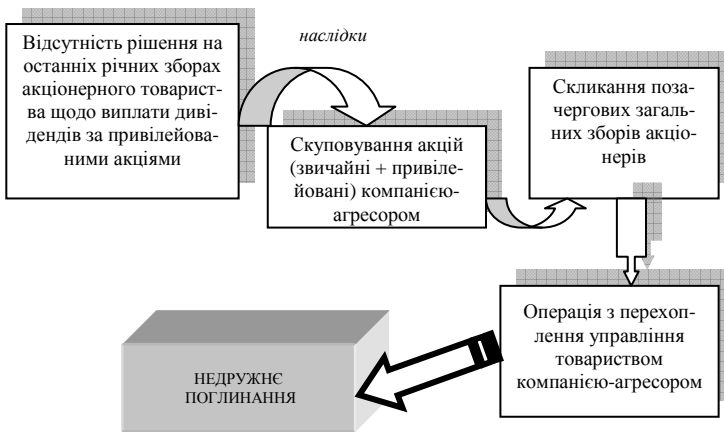 Відсутність рішення на
останніх річних зборах
акціонерного товарист-
ва щодо виплати диві-
дендів за привілейова-
ними акціями
наслідки
Скуповування акцій
(звичайні + привіле-
йовані) компанією-
агресором
Скликання поза-
чергових загаль-
них зборів акціо-
нерів
Операція з перехоп-
лення управління
товариством
компанією-агресором
НЕДРУЖНЄ
ПОГЛИНАННЯ